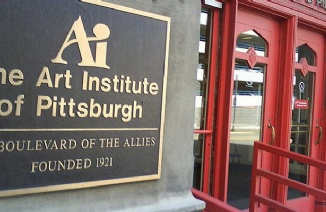 Ai
he Art Institute
of Pittsburgh
BOULEVARD OF THE ALLIES
FOUNDED 1921